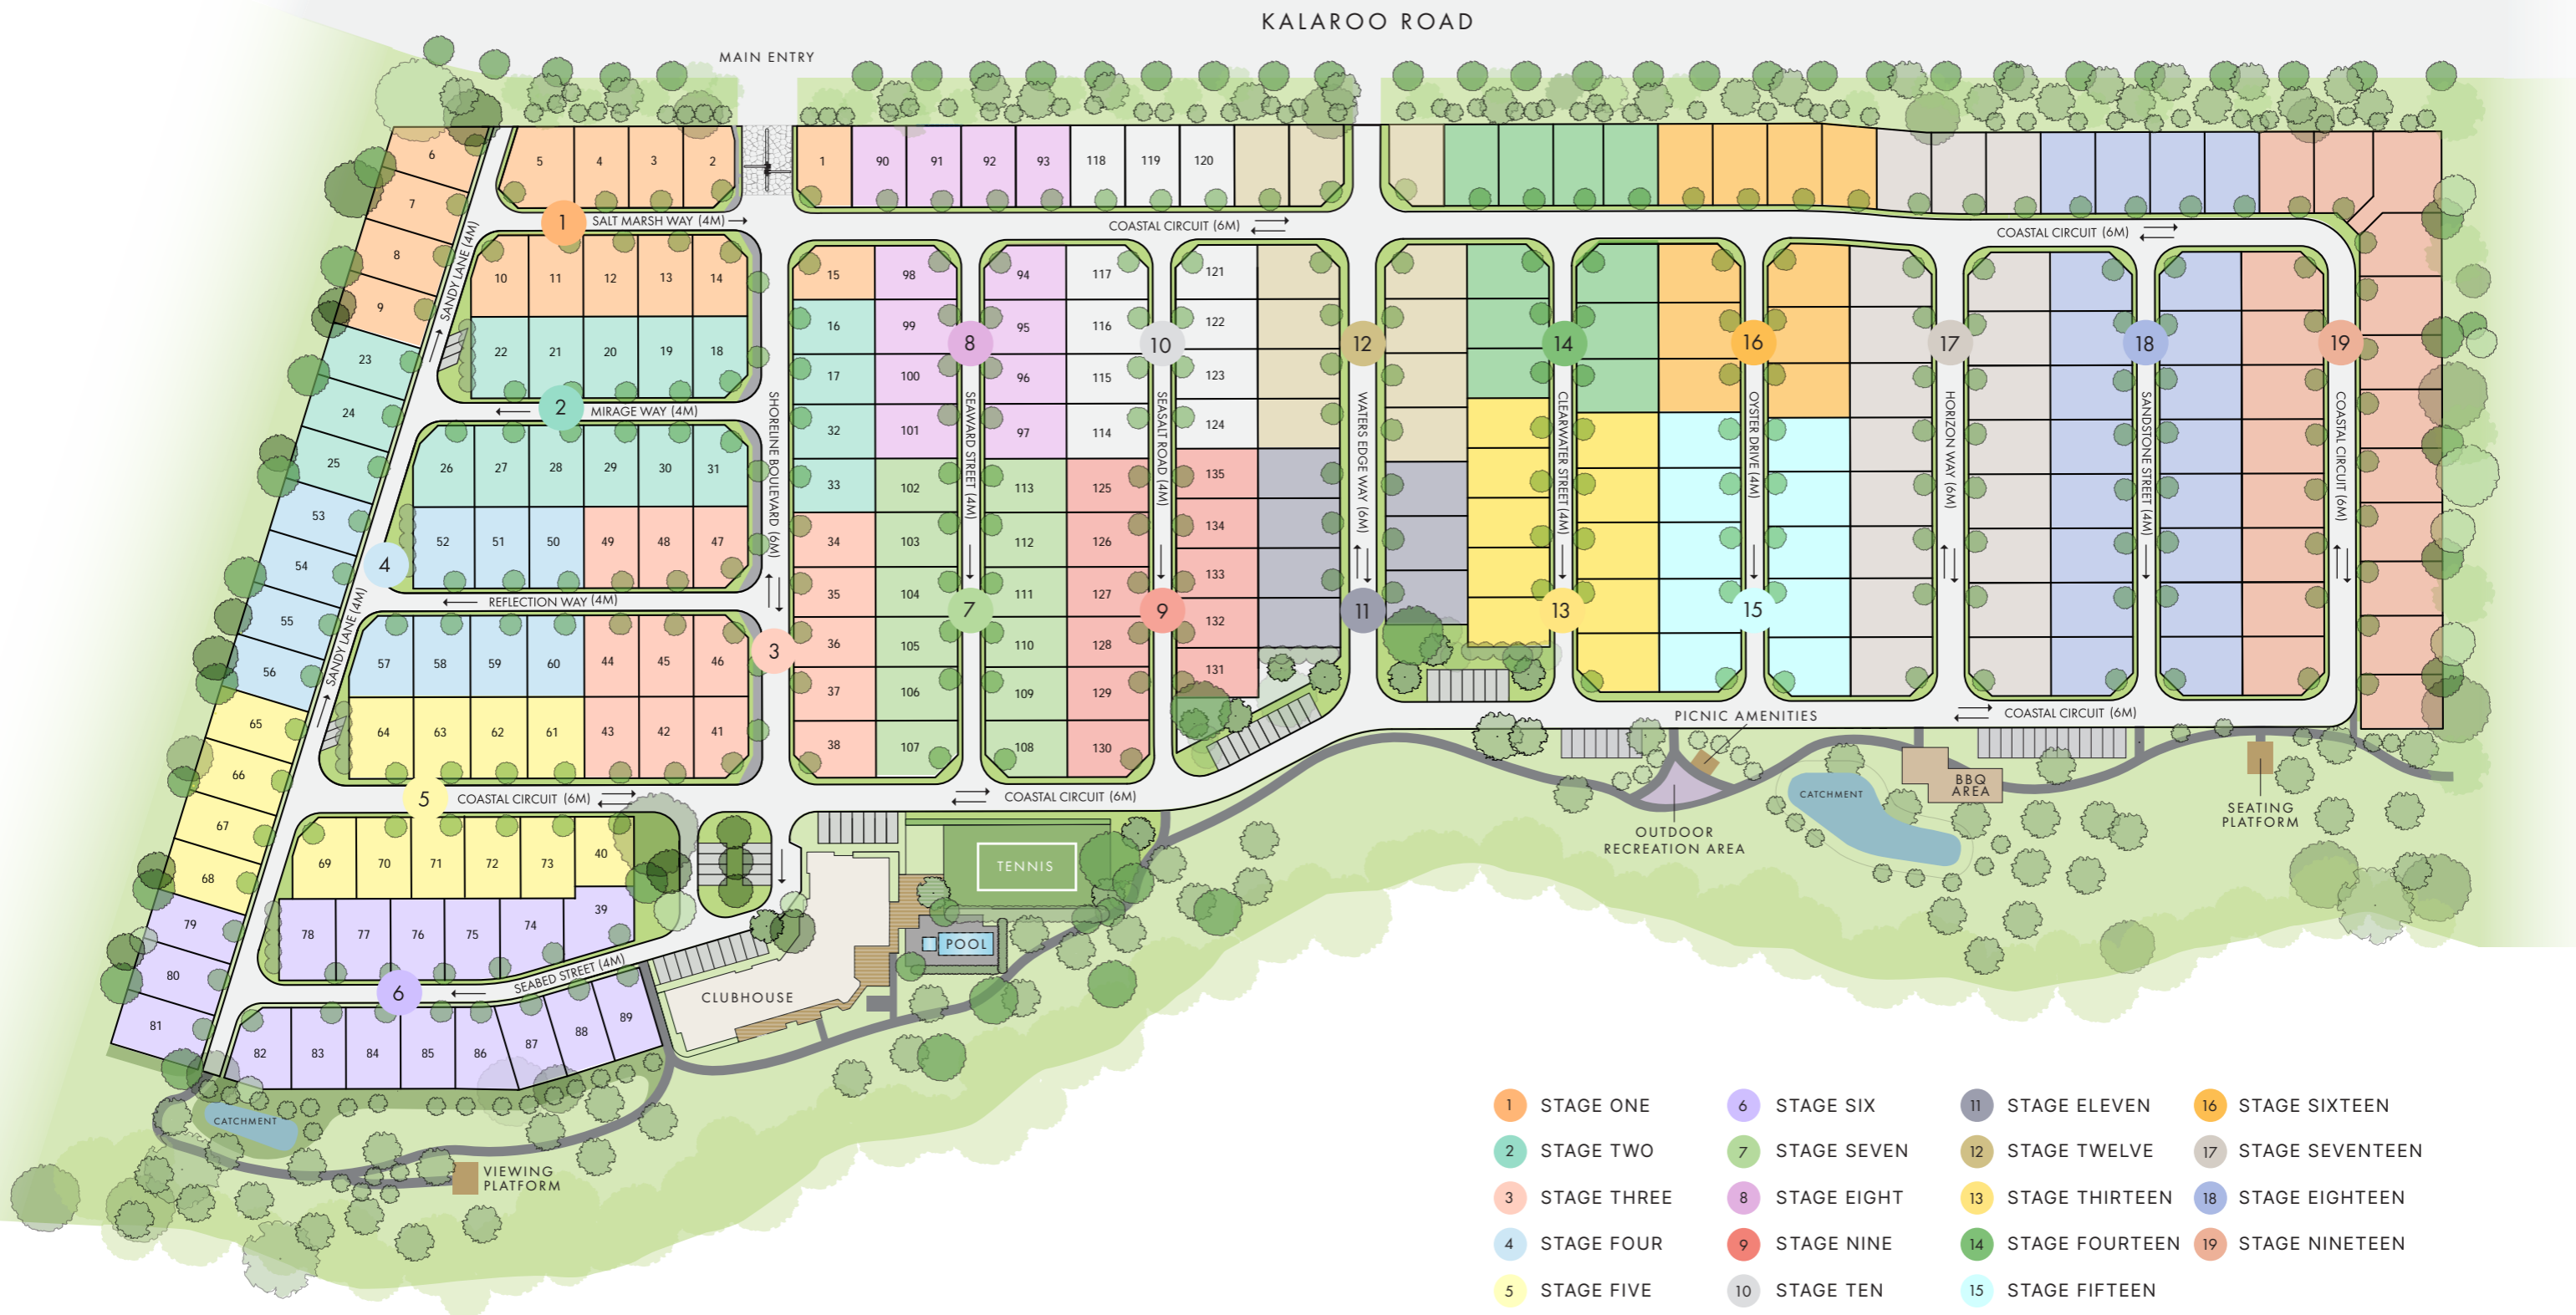 KALAROO ROAD
MAIN ENTRY
6
5
4
3
2
1
90
91
92
93
118
119
120
7
1
SALT MARSH WAY (4M)
COASTAL CIRCUIT (6M)
COASTAL CIRCUIT (6M)
8
SANDY LANE (4M)
9
10
11
12
13
14
15
98
94
117
121
23
22
21
20
19
18
16
99
95
116
122
8
10
12
14
16
17
18
19
24
2
MIRAGE WAY (4M)
17
100
96
115
123
25
26
27
28
29
30
31
32
101
97
114
124
SHORELINE BOULEVARD (6M)
SEAWARD STREET (4M)
SEASALT ROAD (4M)
WATERS EDGE WAY (6M)
CLEARWATER STREET (4M)
OYSTER DRIVE (4M)
HORIZON WAY (6M)
SANDSTONE STREET (4M)
COASTAL CIRCUIT (6M)
33
102
113
125
135
53
52
51
50
49
48
47
34
103
112
126
134
54
4
35
104
111
127
133
REFLECTION WAY (4M)
55
SANDY LANE (4M)
56
57
58
59
60
44
45
46
3
36
105
110
128
132
7
9
11
13
15
65
64
63
62
61
43
42
41
37
106
109
129
131
66
38
107
108
130
67
5
COASTAL CIRCUIT (6M)
COASTAL CIRCUIT (6M)
PICNIC AMENITIES
COASTAL CIRCUIT (6M)
68
69
70
71
72
73
40
TENNIS
OUTDOOR
RECREATION AREA
CATCHMENT
BBQ
AREA
SEATING
PLATFORM
79
78
77
76
75
74
39
80
6
SEABED STREET (4M)
POOL
CLUBHOUSE
81
82
83
84
85
86
87
88
89
CATCHMENT
VIEWING
PLATFORM
1 STAGE ONE
2 STAGE TWO
3 STAGE THREE
4 STAGE FOUR
5 STAGE FIVE
6 STAGE SIX
7 STAGE SEVEN
8 STAGE EIGHT
9 STAGE NINE
10 STAGE TEN
11 STAGE ELEVEN
12 STAGE TWELVE
13 STAGE THIRTEEN
14 STAGE FOURTEEN
15 STAGE FIFTEEN
16 STAGE SIXTEEN
17 STAGE SEVENTEEN
18 STAGE EIGHTEEN
19 STAGE NINETEEN